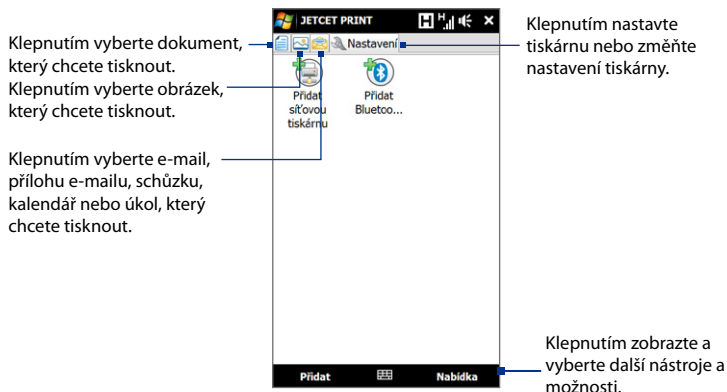 Klepnutím vyberte dokument,
který chcete tisknout.
Klepnutím vyberte obrázek,
který chcete tisknout.
Klepnutím vyberte e-mail,
přílohu e-mailu, schůzku,
kalendář nebo úkol, který
chcete tisknout.
JETCET PRINT
H H
Nastavení
Přidat
síťovou
tiskárnu
Přidat
Bluetoo...
Přidat
Nabídka
Klepnutím nastavte
tiskárnu nebo změňte
nastavení tiskárny.
Klepnutím zobrazte a
vyberte další nástroje a
možnosti.